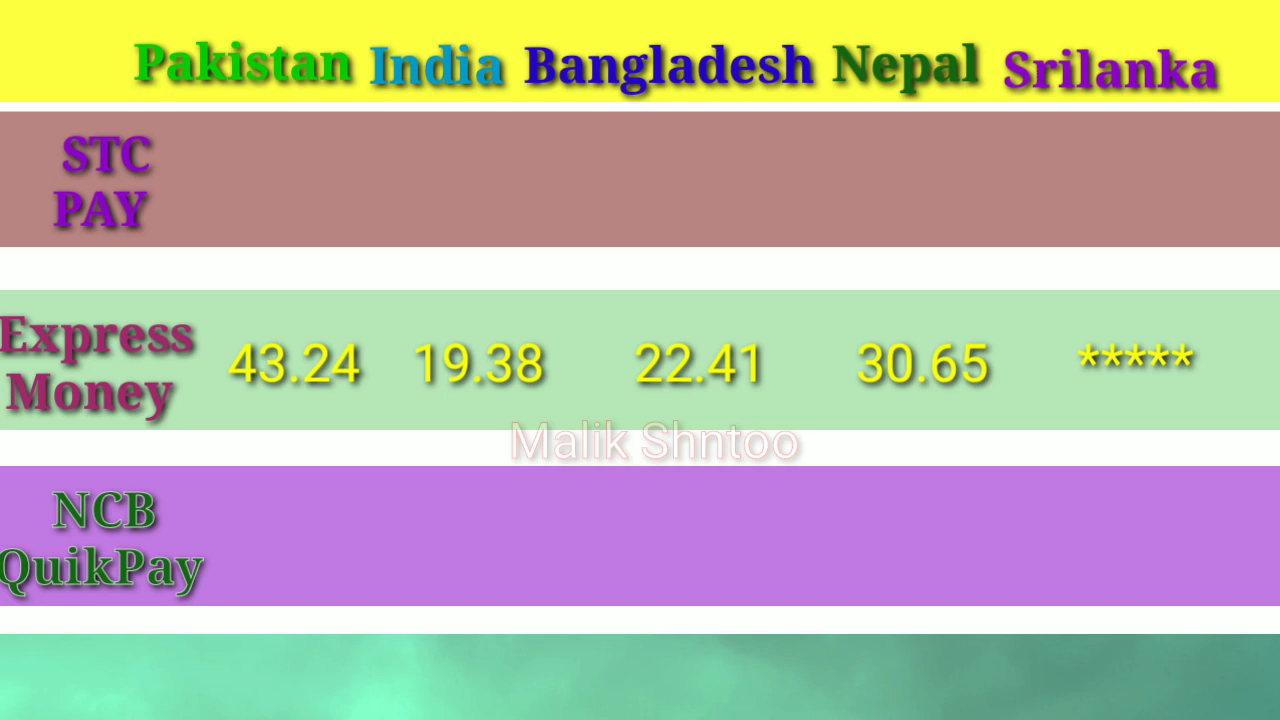 Pakistan India Bangladesh Nepal Srilanka
STC
PAY
Express
Money
43.24 19.38 22.41 30.65 *****
Malik Shntoo
NCB
QuikPay